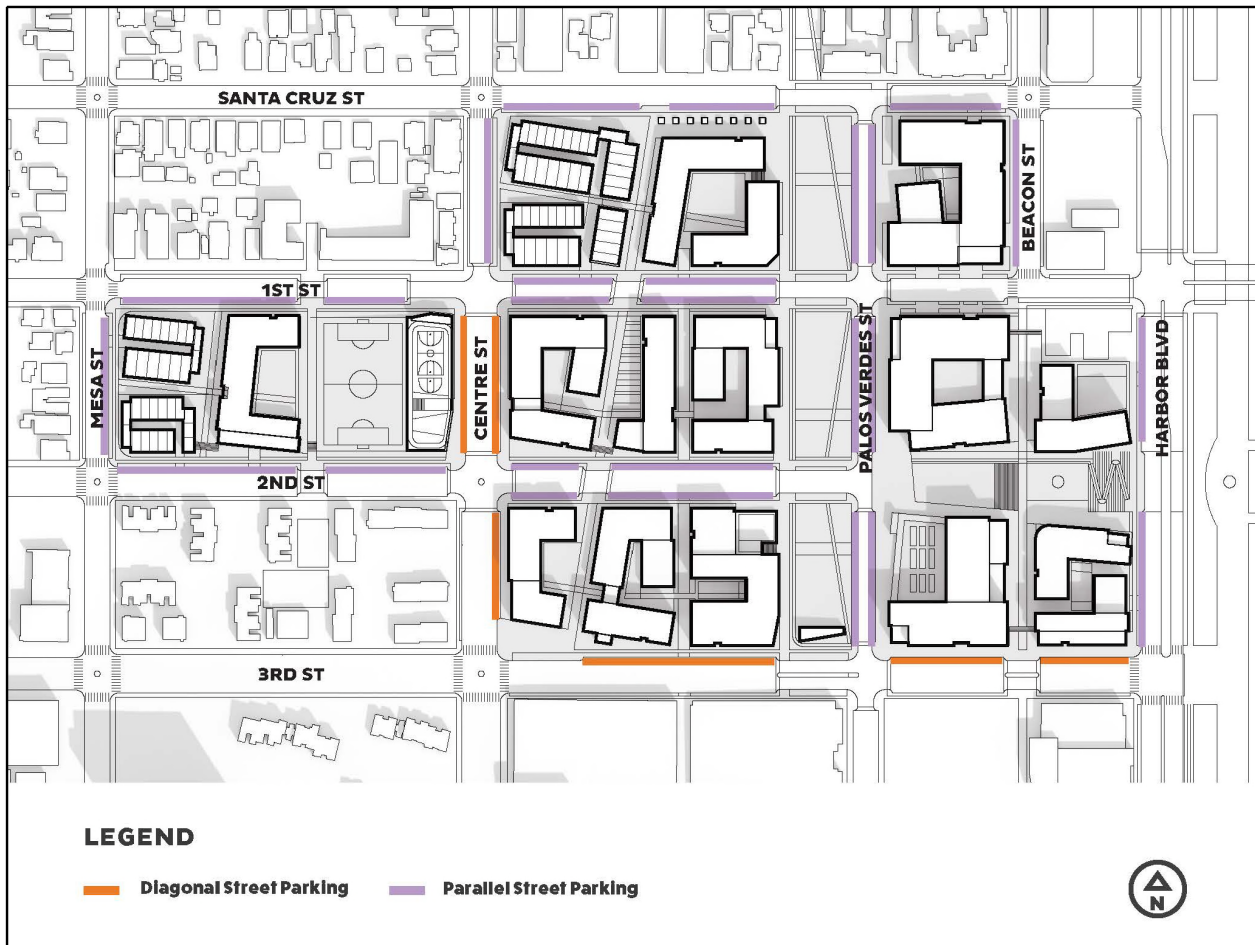 SANTA CRUZ ST
BEACON ST
1ST ST
MESA ST
CENTRE ST
PALOS VERDES ST
HARBOR BLVD
2ND ST
3RD ST
LEGEND
Diagonal Street Parking
Parallel Street Parking
N